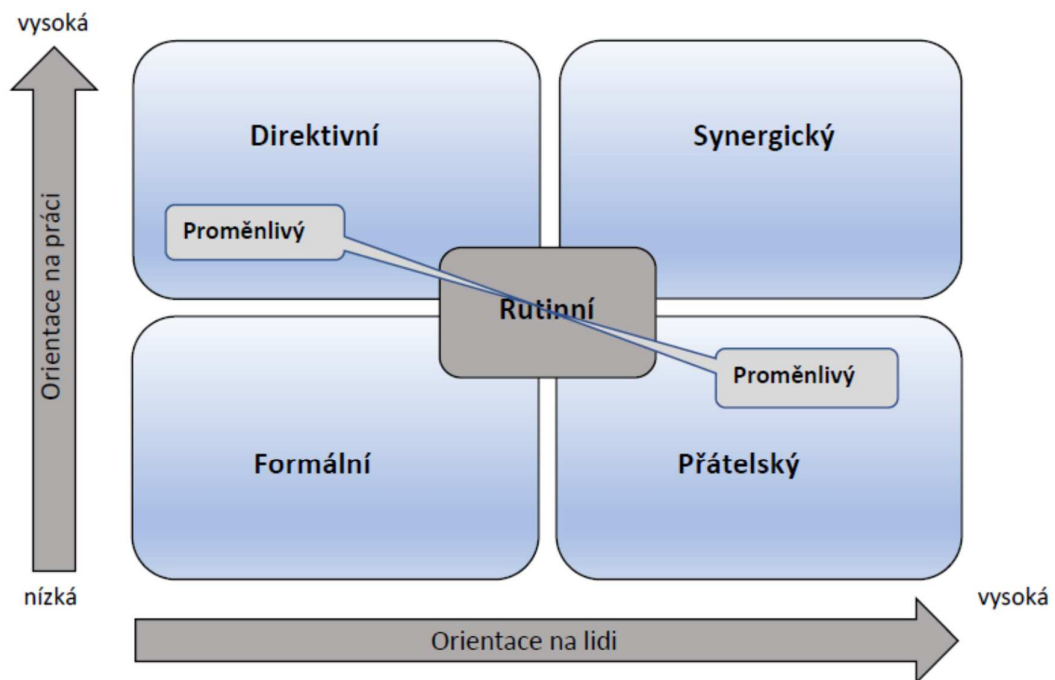 vysoká
Direktivní
Synergický
Orientace na práci
Proměnlivý
Rutinní
Proměnlivý
Formální
Přátelský
nízká
vysoká
Orientace na lidi